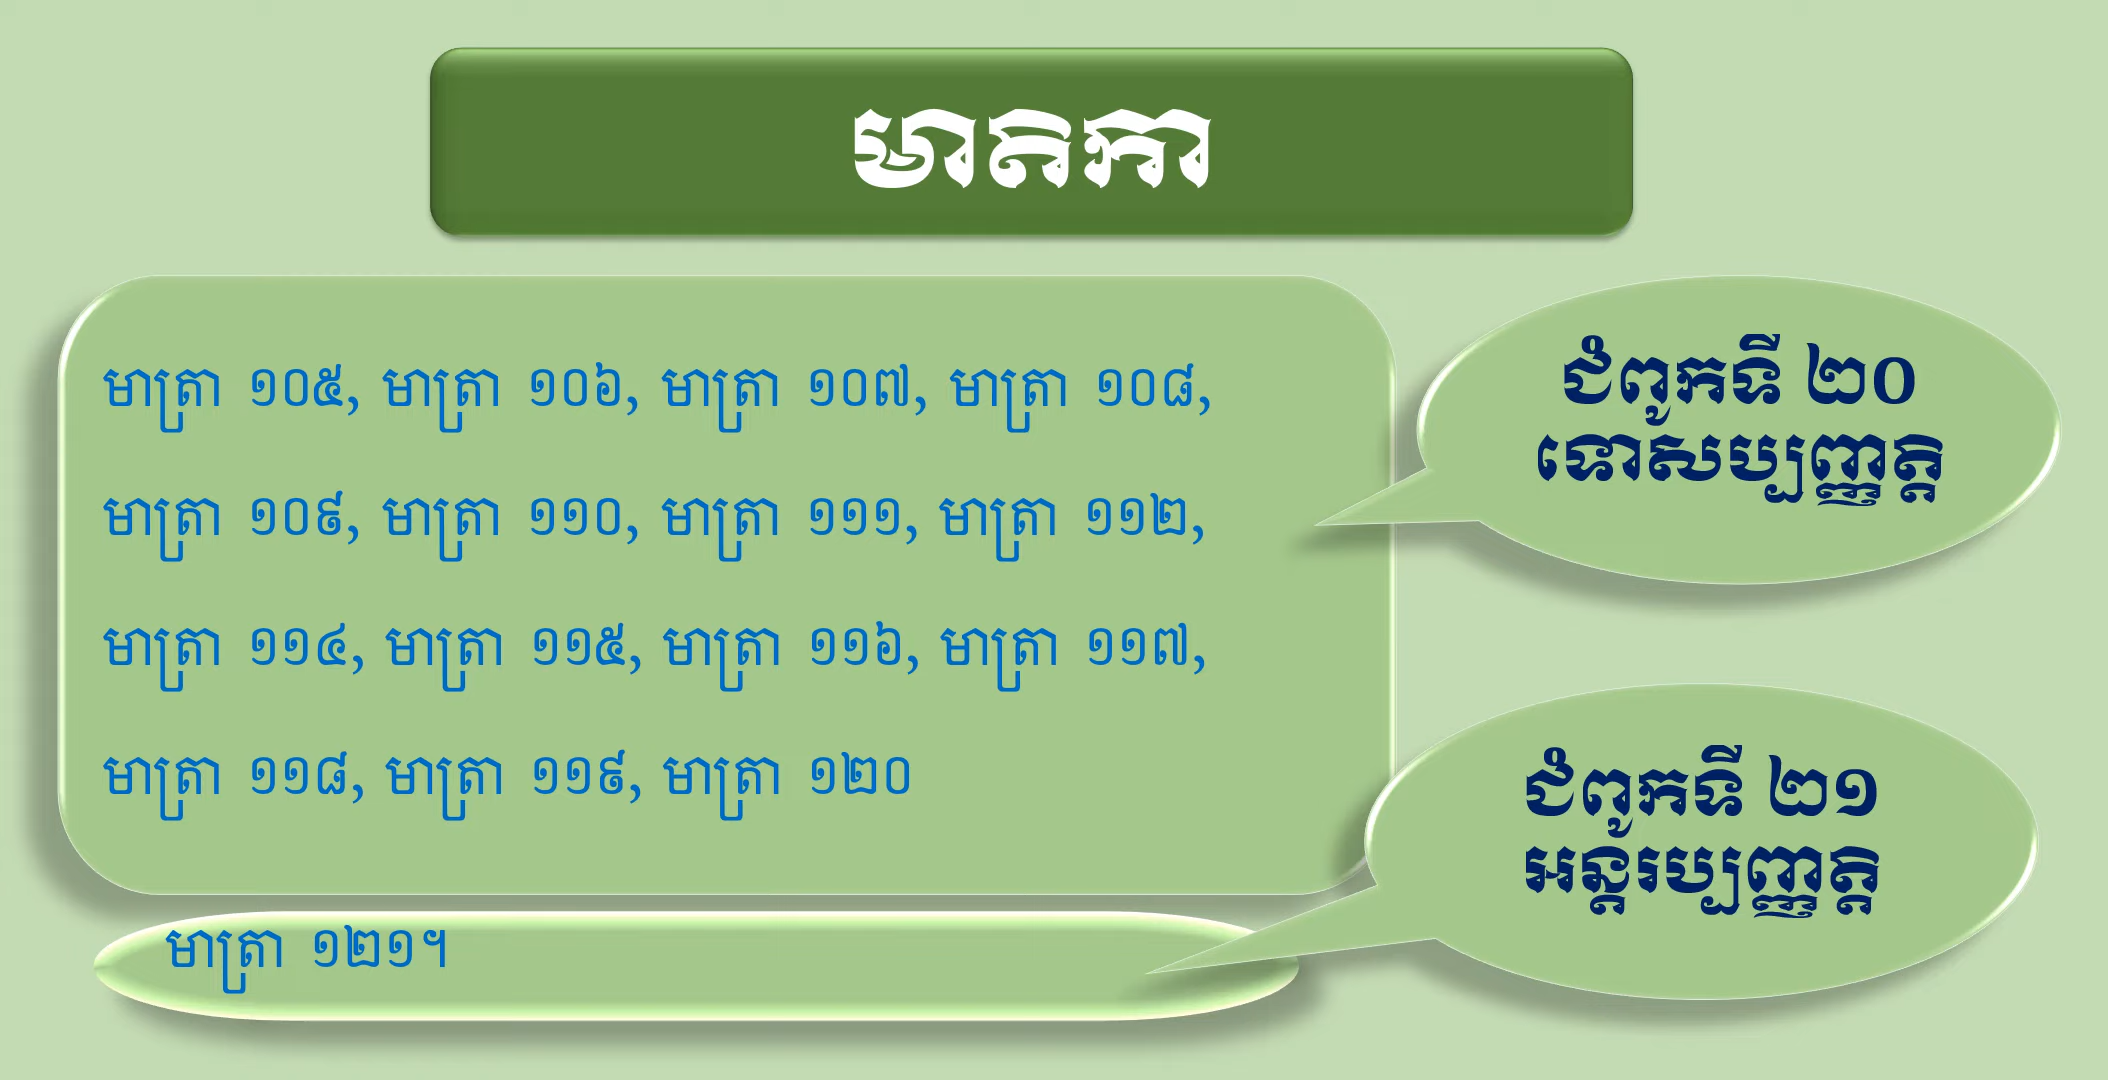 មាតិកា
មាត្រា ១០៥, មាត្រា ១០៦, មាត្រា ១០៧, មាត្រា ១០៨,
មាត្រា ១០៩, មាត្រា ១១០, មាត្រា ១១១, មាត្រា ១១២,
មាត្រា ១១៤, មាត្រា ១១៥, មាត្រា ១១៦, មាត្រា ១១៧,
មាត្រា ១១៨, មាត្រា ១១៩, មាត្រា ១២០
ជំពូកទី ២០
ទោសប្បញ្ញត្តិ
មាត្រា ១២១។
ជំពូកទី ២១
អន្តរប្បញ្ញត្តិ